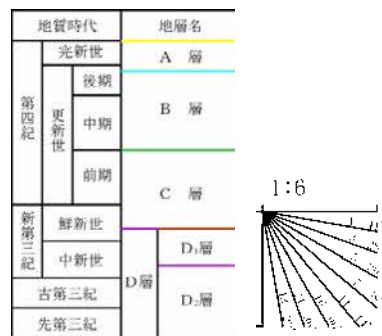 地質時代 地層名
第四紀 完新世 A 層
更新世 後期
中期 B 層
前期 C 層
新第三紀 鮮新世
中新世 D層 D₁層
古第三紀 D₂層
先第三紀
1:6